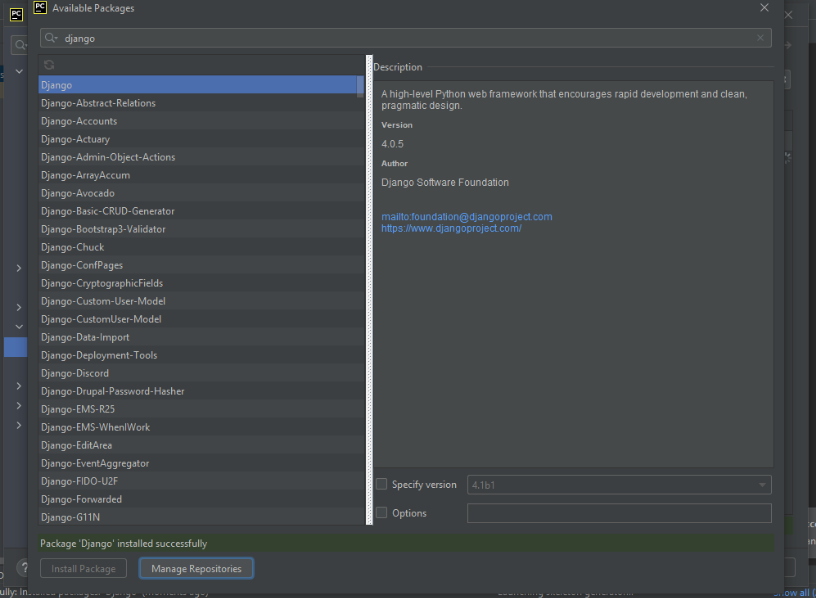 PC
PC Available Packages
django
Description
Django
Django-Abstract-Relations
Django-Accounts
Django-Actuary
Django-Admin-Object-Actions
Django-ArrayAccum
Django-Avocado
Django-Basic-CRUD-Generator
Django-Bootstrap3-Validator
Django-Chuck
Django-ConfPages
Django-CryptographicFields
Django-Custom-User-Model
Django-CustomUser-Model
Django-Data-Import
Django-Deployment-Tools
Django-Discord
Django-Drupal-Password-Hasher
Django-EMS-R25
Django-EMS-WhenIWork
Django-EditArea
Django-EventAggregator
Django-FIDO-U2F
Django-Forwarded
Django-G11N
A high-level Python web framework that encourages rapid development and clean,
pragmatic design.
Version
4.0.5
Author
Django Software Foundation
mailto:foundation@djangoproject.com
https://www.djangoproject.com/
Specify version 4.1b1
Options
Package 'Django' installed successfully
? Install Package Manage Repositories